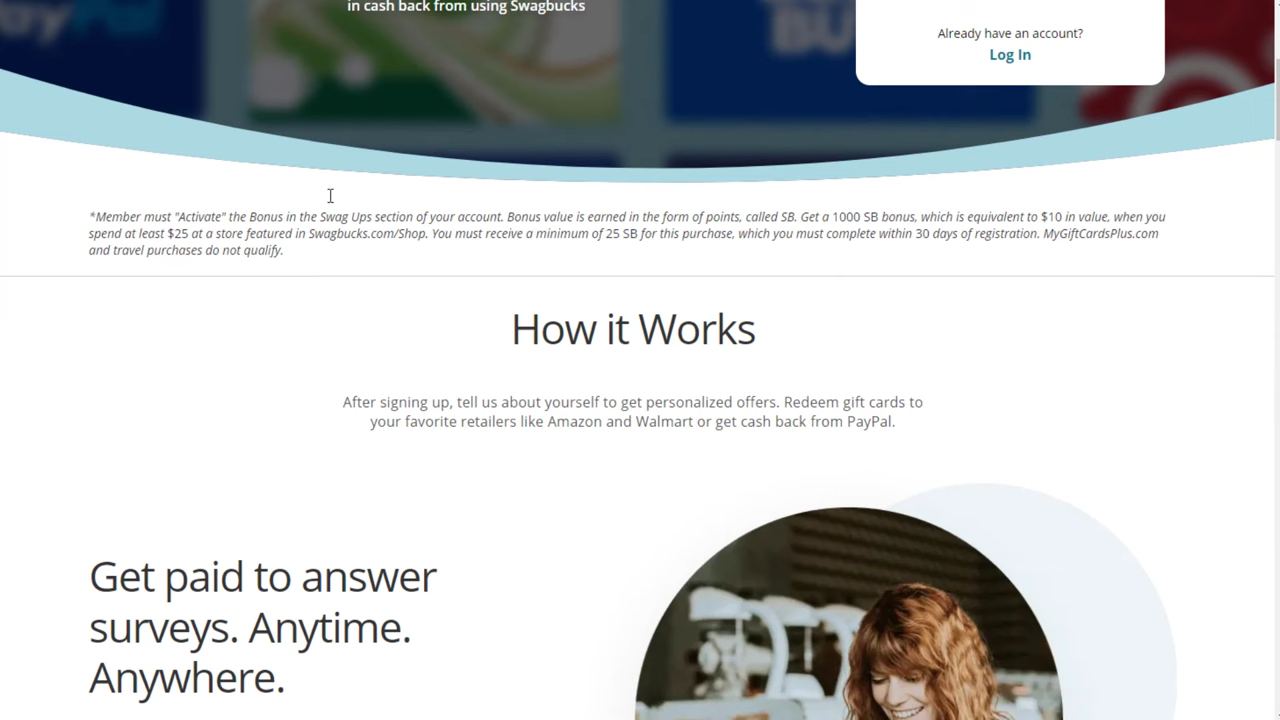 in cash back from using Swagbucks
PayPal
BU
Already have an account?
Log In
*Member must "Activate" the Bonus in the Swag Ups section of your account. Bonus value is earned in the form of points, called SB. Get a 1000 SB bonus, which is equivalent to $10 in value, when you
spend at least $25 at a store featured in Swagbucks.com/Shop. You must receive a minimum of 25 SB for this purchase, which you must complete within 30 days of registration. MyGiftCardsPlus.com
and travel purchases do not qualify.
How it Works
After signing up, tell us about yourself to get personalized offers. Redeem gift cards to
your favorite retailers like Amazon and Walmart or get cash back from PayPal.
Get paid to answer
surveys. Anytime.
Anywhere.